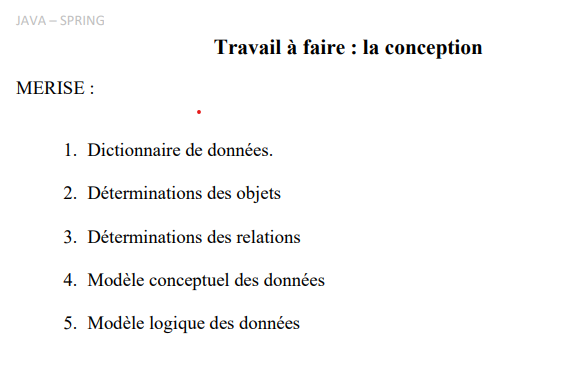 JAVA – SPRING
Travail à faire : la conception
MERISE :
1. Dictionnaire de données.
2. Déterminations des objets
3. Déterminations des relations
4. Modèle conceptuel des données
5. Modèle logique des données